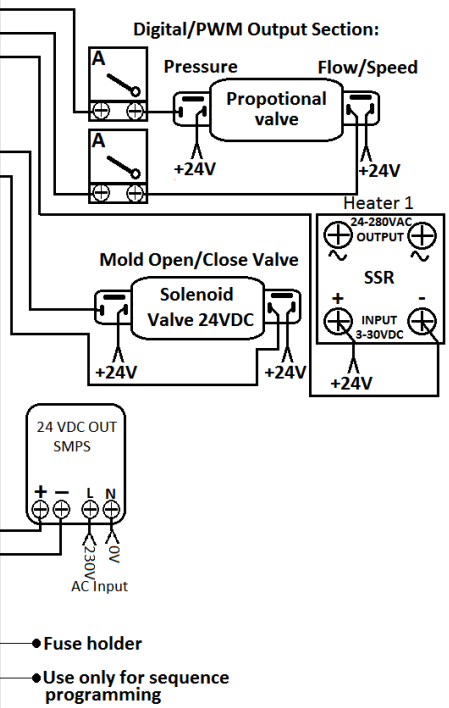 Digital/PWM Output Section:
A
Pressure
Flow/Speed
Propotional
valve
+24V
+24V
A
Heater 1
24-280VAC
OUTPUT
SSR
+ -
INPUT
3-30VDC
+24V
Mold Open/Close Valve
Solenoid
Valve 24VDC
+24V
+24V
24 VDC OUT
SMPS
+ – L N
230V
0V
AC Input
Fuse holder
Use only for sequence
programming